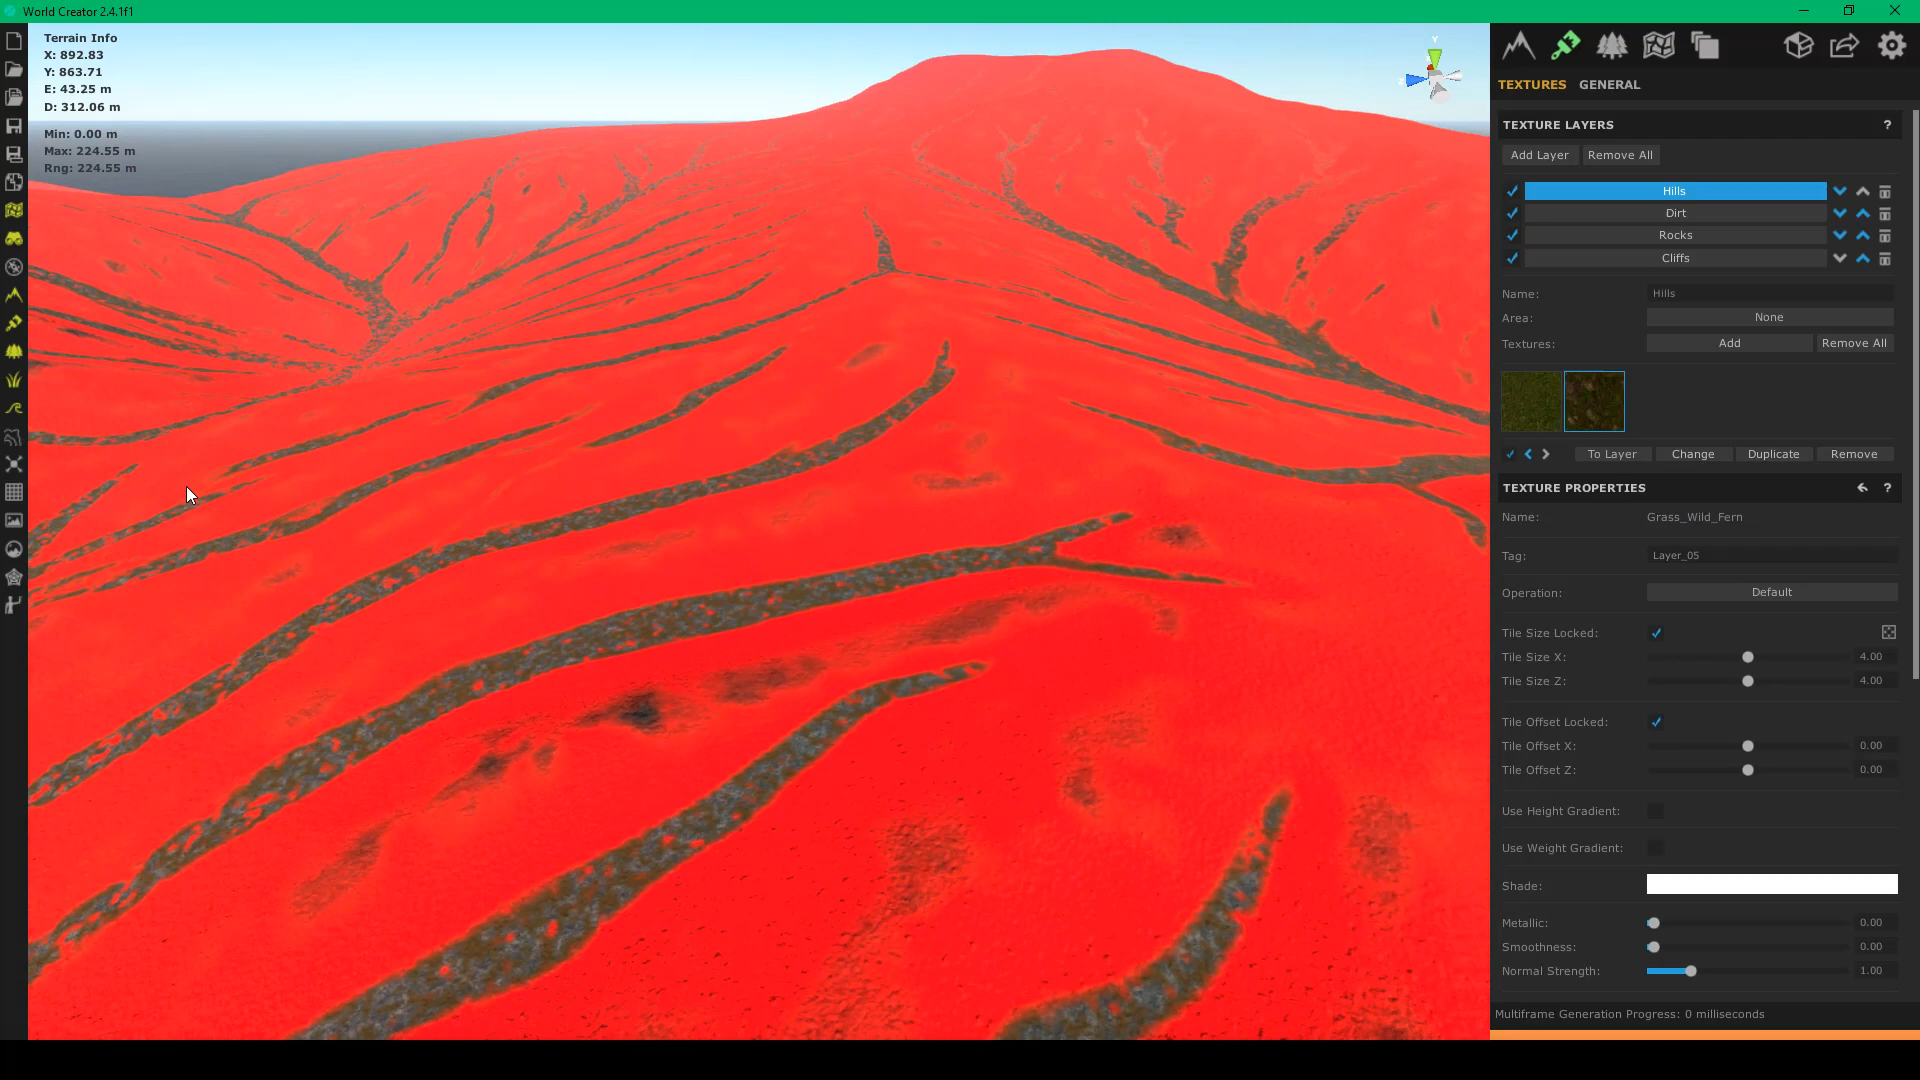 World Creator 2.4.1f1
Terrain Info
X: 892.83
Y: 863.71
E: 43.25 m
D: 312.06 m
Min: 0.00 m
Max: 224.55 m
Rng: 224.55 m
Y
TEXTURES GENERAL
TEXTURE LAYERS ?
Add Layer Remove All
Hills
Dirt
Rocks
Cliffs
Name: Hills
Area: None
Textures: Add Remove All
To Layer Change Duplicate Remove
TEXTURE PROPERTIES ?
Name: Grass_Wild_Fern
Tag: Layer_05
Operation: Default
Tile Size Locked:
Tile Size X: 4.00
Tile Size Z: 4.00
Tile Offset Locked:
Tile Offset X: 0.00
Tile Offset Z: 0.00
Use Height Gradient:
Use Weight Gradient:
Shade:
Metallic: 0.00
Smoothness: 0.00
Normal Strength: 1.00
Multiframe Generation Progress: 0 milliseconds